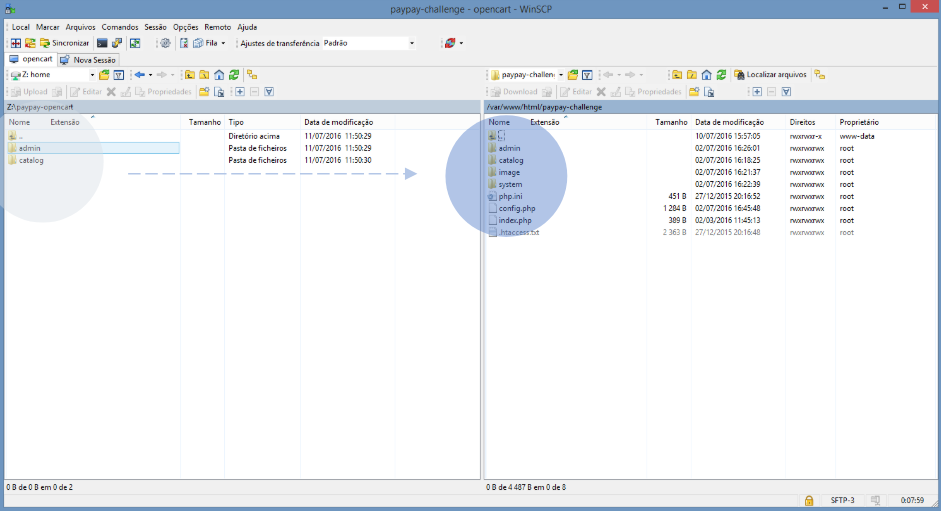 paypay-challenge - opencart - WinSCP
Local Marcar Arquivos Comandos Sessão Opções Remoto Ajuda
Sincronizar Fila Ajustes de transferência Padrão
opencart Nova Sessão
Z: home paypay-challen Localizar arquivos
Upload Editar Propriedades Download Editar Propriedades
Z:\paypay-opencart /var/www/html/paypay-challenge
Nome Extensão Tamanho Tipo Data de modificação Nome Extensão Tamanho Data de modificação Direitos Proprietário
.. Diretório acima 11/07/2016 11:50:29 .. 10/07/2016 15:57:05 rwxrwxr-x www-data
admin Pasta de ficheiros 11/07/2016 11:50:29 admin 02/07/2016 16:26:01 rwxrwxrwx root
catalog Pasta de ficheiros 11/07/2016 11:50:30 catalog 02/07/2016 16:18:25 rwxrwxrwx root
image 02/07/2016 16:21:37 rwxrwxrwx root
system 02/07/2016 16:22:39 rwxrwxrwx root
php.ini 451 B 27/12/2015 20:16:52 rwxrwxrwx root
config.php 1 284 B 02/07/2016 16:45:48 rwxrwxrwx root
index.php 389 B 02/03/2016 11:45:13 rwxrwxrwx root
.htaccess.txt 2 363 B 27/12/2015 20:16:48 rwxrwxrwx root
0 B de 0 B em 0 de 2 0 B de 4 487 B em 0 de 8
SFTP-3 0:07:59